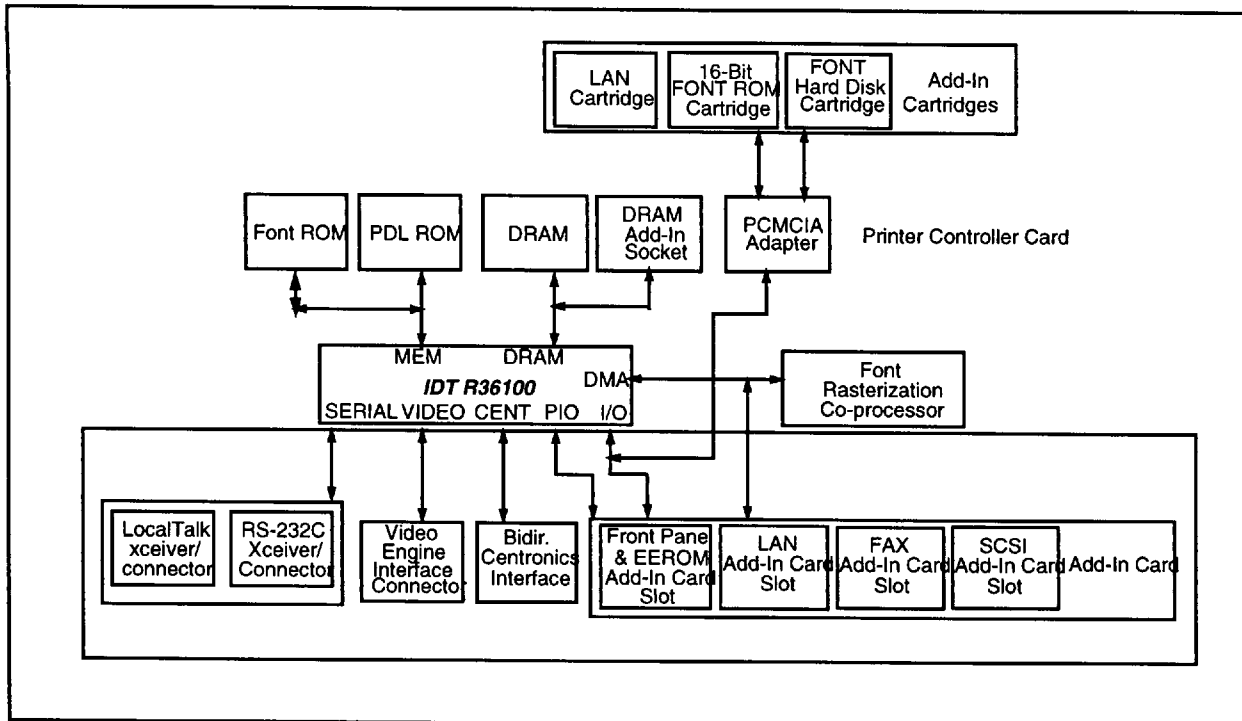 LAN
Cartridge
16-Bit
FONT ROM
Cartridge
FONT
Hard Disk
Cartridge
Add-In
Cartridges
Font ROM
PDL ROM
DRAM
DRAM
Add-In
Socket
PCMCIA
Adapter
Printer Controller Card
MEM
DRAM
IDT R36100
DMA
SERIAL VIDEO CENT PIO I/O
Font
Rasterization
Co-processor
LocalTalk
xceiver/
connector
RS-232C
Xceiver/
Connector
Video
Engine
Interface
Connector
Bidir.
Centronics
Interface
Front Pane
& EEROM
Add-In Card
Slot
LAN
Add-In Card
Slot
FAX
Add-In Card
Slot
SCSI
Add-In Card
Slot
Add-In Card